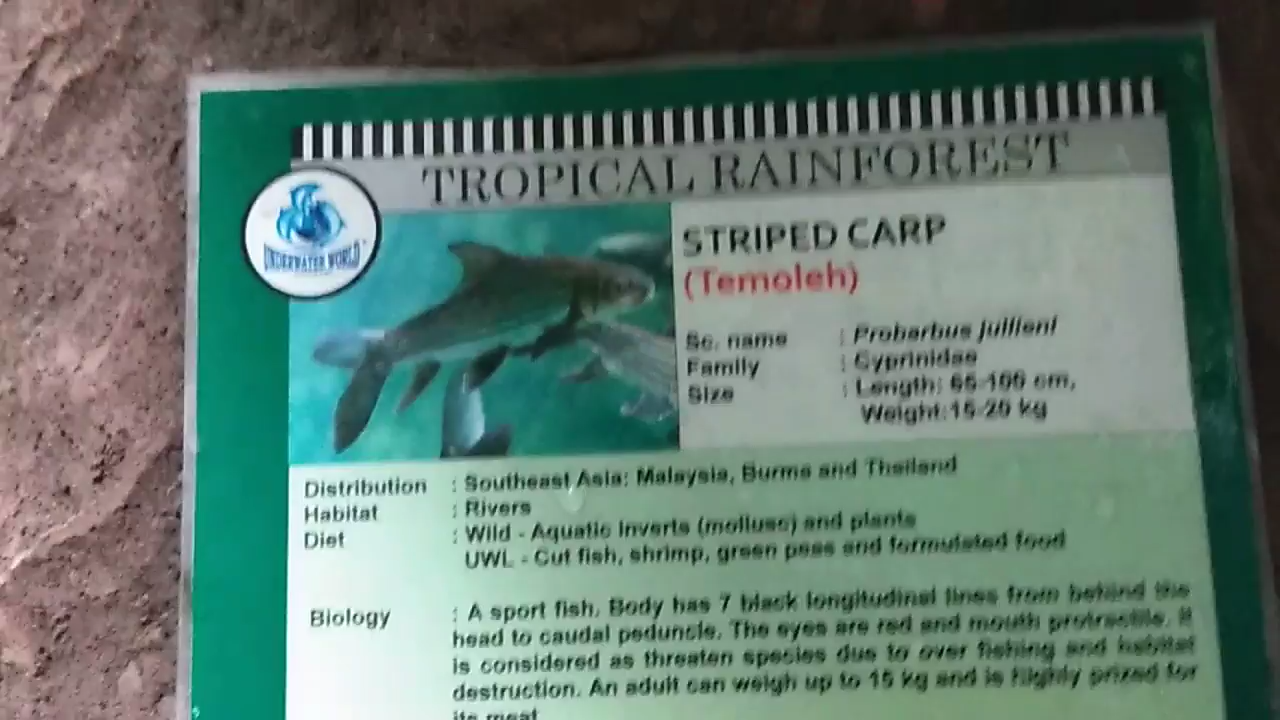 TROPICAL RAINFOREST
UNDERWATER WORLD
STRIPED CARP
(Temoleh)
Sc. name : Probarbus jullieni
Family : Cyprinidae
Size : Length: 65-100 cm,
Weight:15-20 kg
Distribution : Southeast Asia: Malaysia, Burma and Thailand
Habitat : Rivers
Diet : Wild - Aquatic inverts (mollusc) and plants
UWL - Cut fish, shrimp, green peas and formulated food
Biology : A sport fish. Body has 7 black longitudinal lines from behind the
head to caudal peduncle. The eyes are red and mouth protractile. It
is considered as threaten species due to over fishing and habitat
destruction. An adult can weigh up to 15 kg and is highly prized for
its meat